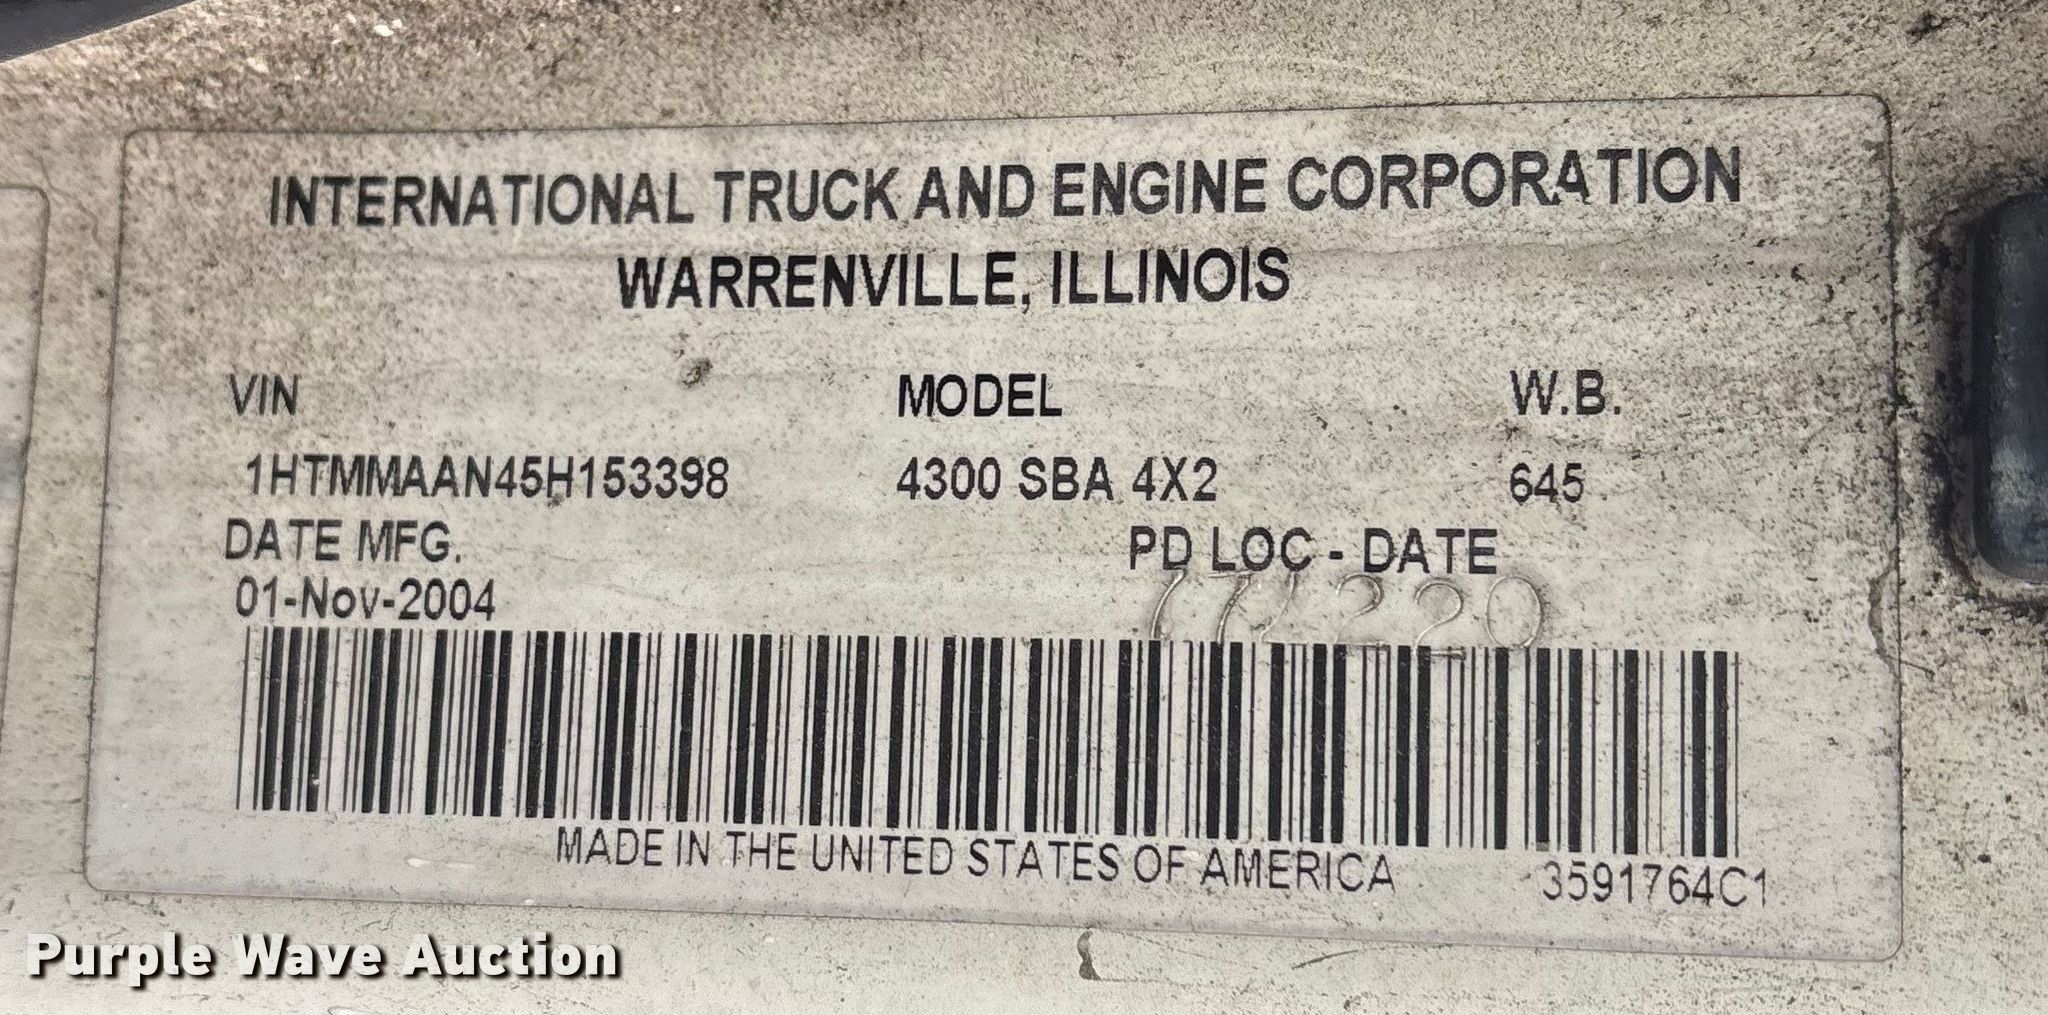 INTERNATIONAL TRUCK AND ENGINE CORPORATION
WARRENVILLE, ILLINOIS
VIN MODEL W.B.
1HTMMAAN45H153398 4300 SBA 4X2 645
DATE MFG. PD LOC - DATE
01-Nov-2004
MADE IN THE UNITED STATES OF AMERICA 3591764C1
Purple Wave Auction